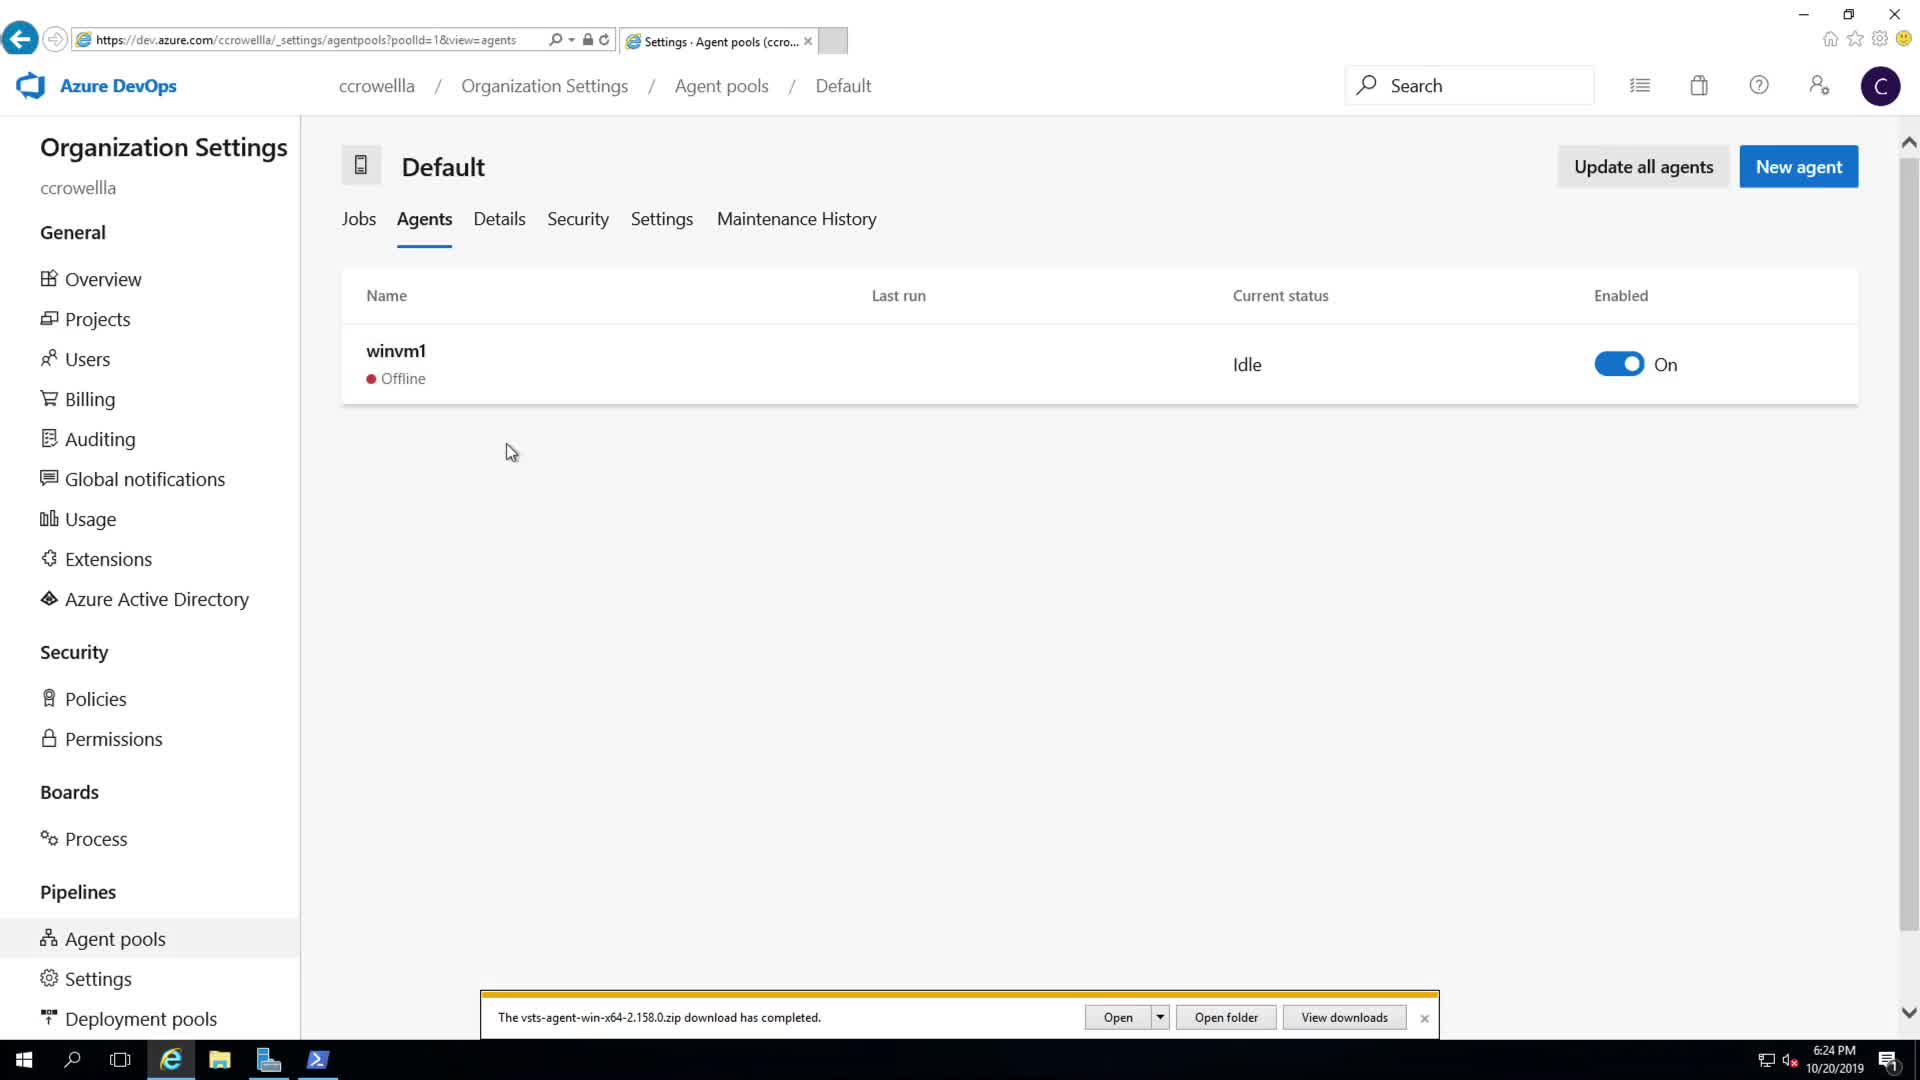 https://dev.azure.com/ccrowellla/_settings/agentpools?poolId=1&view=agents
Settings · Agent pools (ccro...
Azure DevOps
ccrowellla / Organization Settings / Agent pools / Default
Search
C
Organization Settings
ccrowellla
General
Overview
Projects
Users
Billing
Auditing
Global notifications
Usage
Extensions
Azure Active Directory
Security
Policies
Permissions
Boards
Process
Pipelines
Agent pools
Settings
Deployment pools
Default
Update all agents
New agent
Jobs Agents Details Security Settings Maintenance History
Name Last run Current status Enabled
winvm1
Offline
Idle
On
The vsts-agent-win-x64-2.158.0.zip download has completed.
Open
Open folder
View downloads
6:24 PM
10/20/2019
1